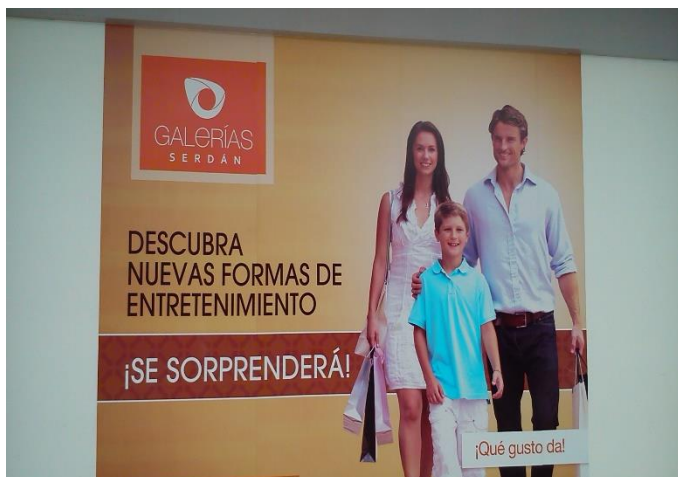 GALERÍAS
SERDÁN
DESCUBRA
NUEVAS FORMAS DE
ENTRETENIMIENTO
¡SE SORPRENDERÁ!
¡Qué gusto da!